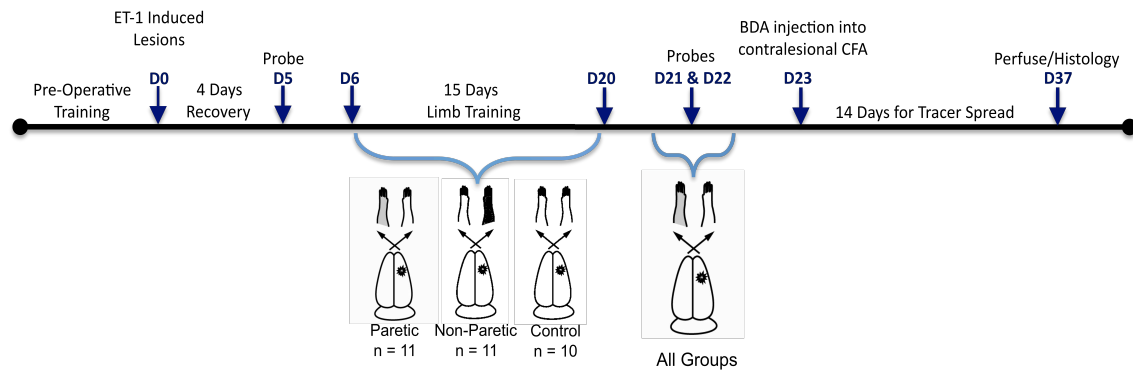 ET-1 Induced
Lesions
BDA injection into
contralesional CFA
Pre-Operative
Training
D0
4 Days
Recovery
Probe
D5
D6
15 Days
Limb Training
D20
Probes
D21 & D22
D23
14 Days for Tracer Spread
Perfuse/Histology
D37
Paretic
n = 11
Non-Paretic
n = 11
Control
n = 10
All Groups